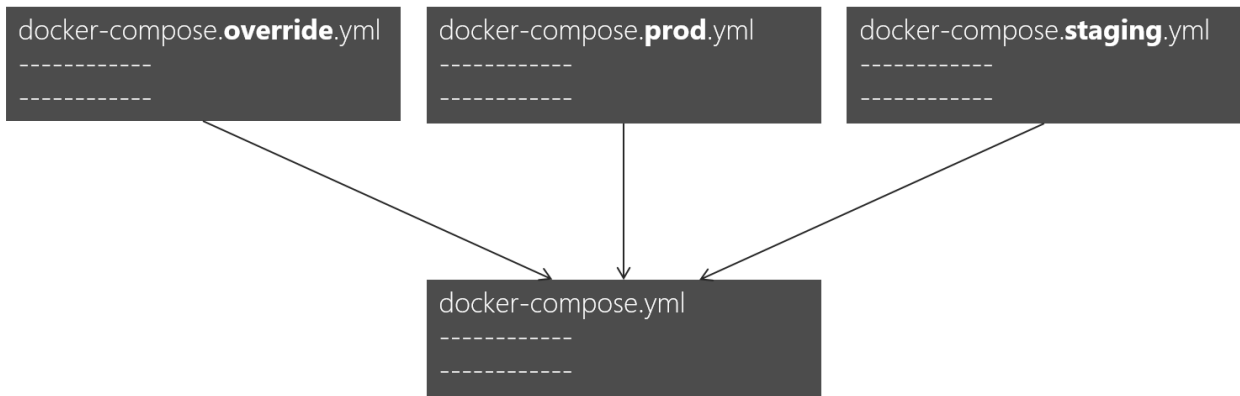 docker-compose.override.yml
------------
------------
docker-compose.prod.yml
------------
------------
docker-compose.staging.yml
------------
------------
docker-compose.yml
------------
------------